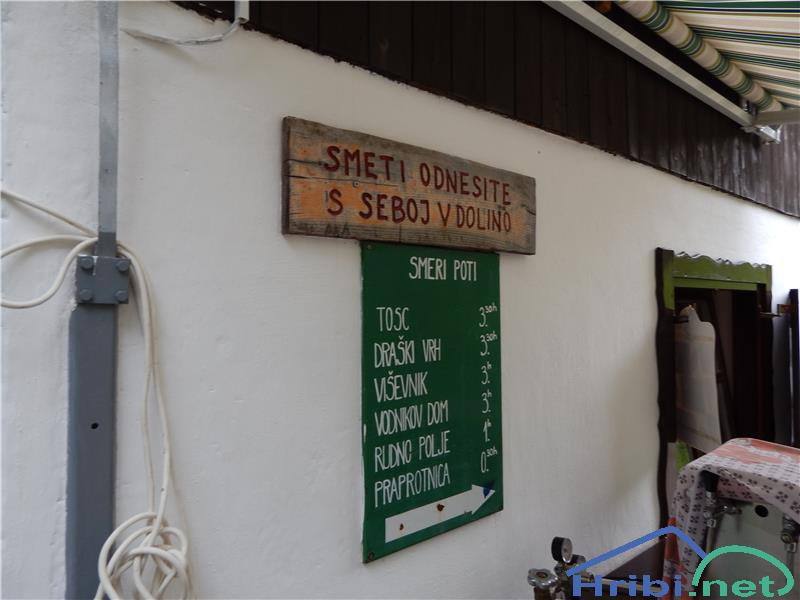 SMETI ODNESITE
S SEBOJ V DOLINO
SMERI POTI
TOSC 3.30h
DRAŠKI VRH 3.30h
VIŠEVNIK 3.h
VODNIKOV DOM 3.h
RUDNO POLJE 1.h
PRAPROTNICA 0.30h
Hribi.net